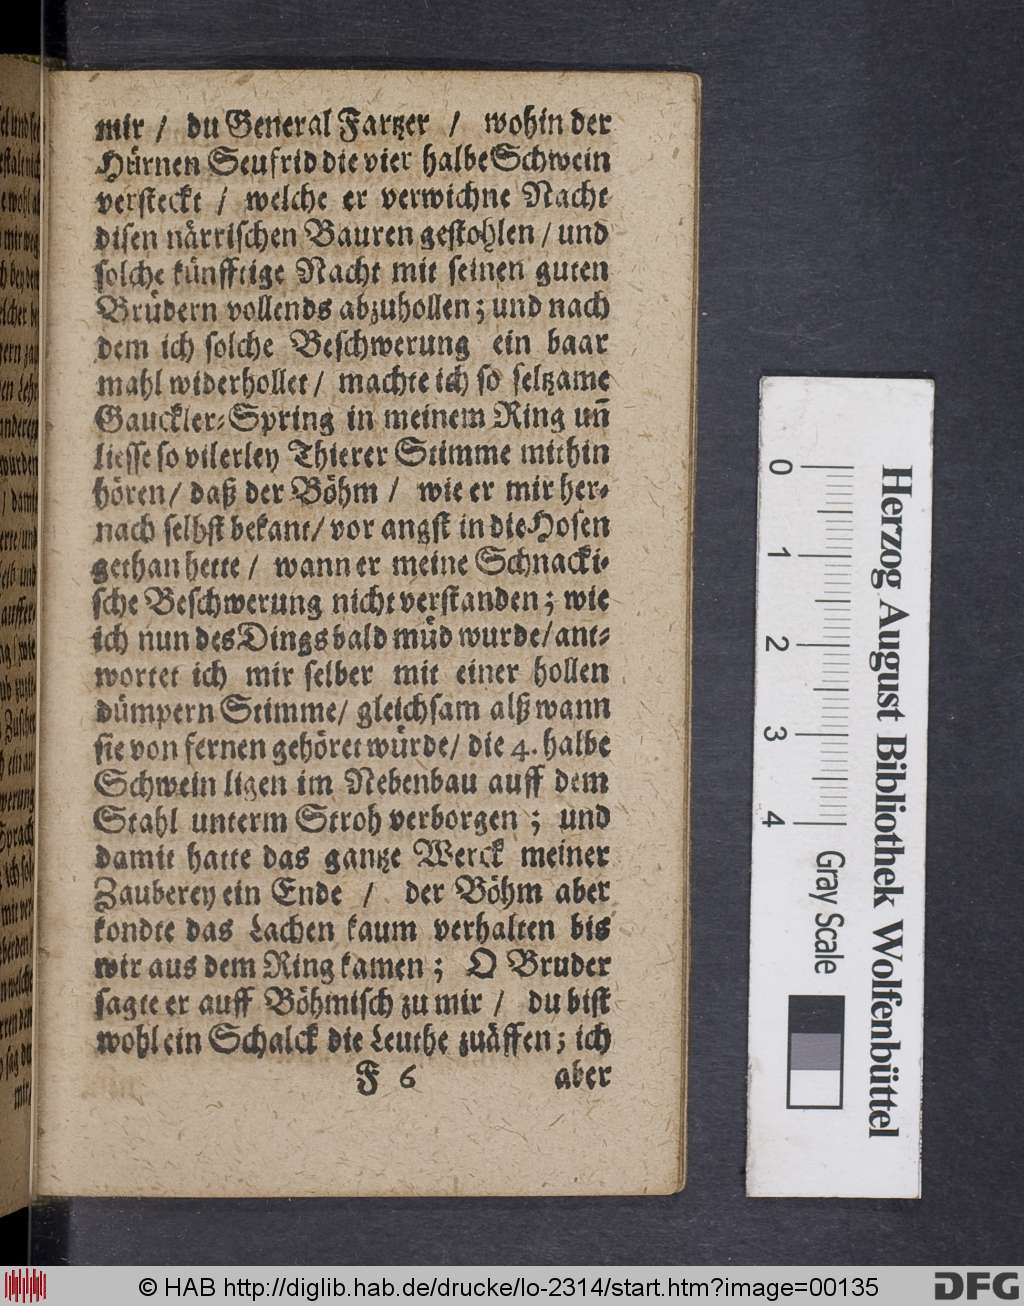 mir / du General Fartzer / wohin der
Hürnen Seufrid die vier halbe Schwein
versteckt / welche er verwichne Nacht
disen närrischen Bauren gestohlen / und
solche künfftige Nacht mit seinen guten
Brüdern vollends abzuhollen; und nach
dem ich solche Beschwerung ein baar
mahl widerhollet / machte ich so seltzame
Gauckler-Spring in meinem Ring uñ
liesse so vilerley Thierer Stimme mithin
hören / daß der Böhm / wie er mir her-
nach selbst bekant / vor angst in die Hosen
gethan hette / wann er meine Schnacki-
sche Beschwerung nicht verstanden; wie
ich nun des Dings bald müd wurde / ant-
wortet ich mir selber mit einer hollen
dümpern Stimme / gleichsam alß wann
sie von fernen gehöret würde / die 4. halbe
Schwein ligen im Nebenbau auff dem
Stahl unterm Stroh verborgen; und
damit hatte das gantze Werck meiner
Zauberey ein Ende / der Böhm aber
kondte das Lachen kaum verhalten bis
wir aus dem Ring kamen; O Bruder
sagte er auff Böhmisch zu mir / du bist
wohl ein Schalck die Leuthe zuäffen; ich
F 6 aber
0 1 2 3 4
Gray Scale
Herzog August Bibliothek Wolfenbüttel
© HAB http://diglib.hab.de/drucke/lo-2314/start.htm?image=00135
DFG